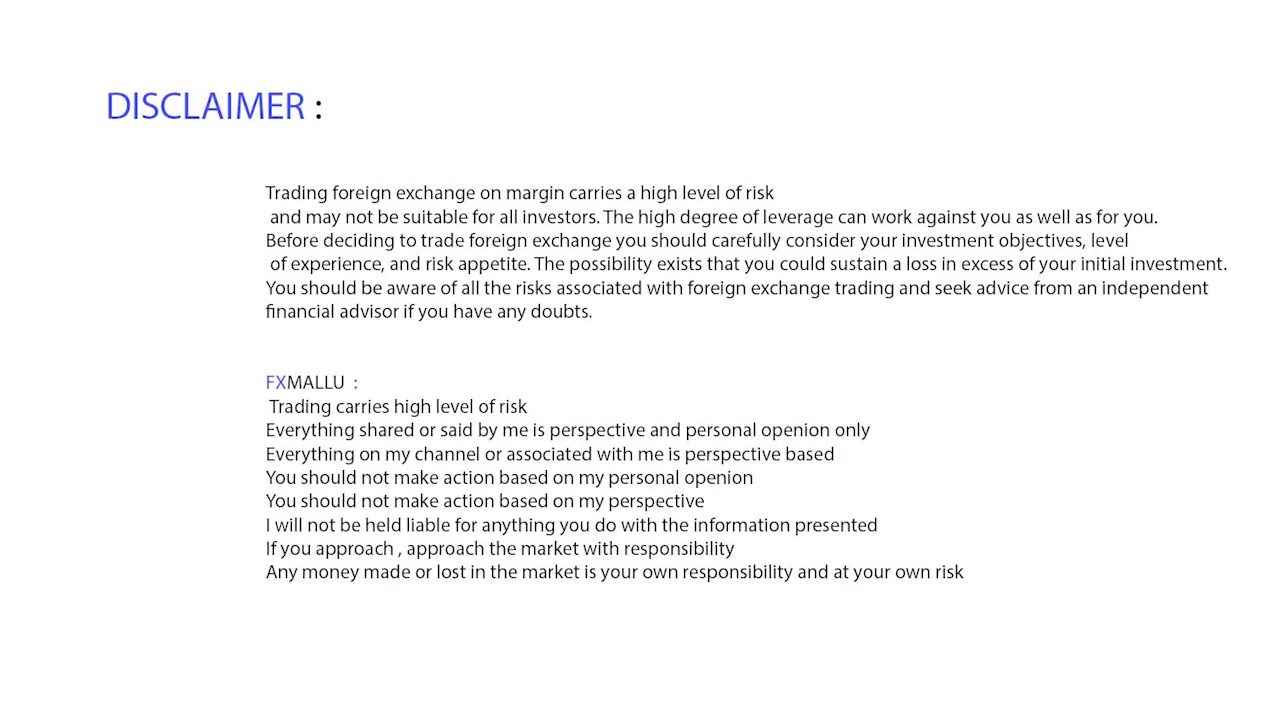 DISCLAIMER :
Trading foreign exchange on margin carries a high level of risk
and may not be suitable for all investors. The high degree of leverage can work against you as well as for you.
Before deciding to trade foreign exchange you should carefully consider your investment objectives, level
of experience, and risk appetite. The possibility exists that you could sustain a loss in excess of your initial investment.
You should be aware of all the risks associated with foreign exchange trading and seek advice from an independent
financial advisor if you have any doubts.
FXMALLU :
Trading carries high level of risk
Everything shared or said by me is perspective and personal openion only
Everything on my channel or associated with me is perspective based
You should not make action based on my personal openion
You should not make action based on my perspective
I will not be held liable for anything you do with the information presented
If you approach , approach the market with responsibility
Any money made or lost in the market is your own responsibility and at your own risk